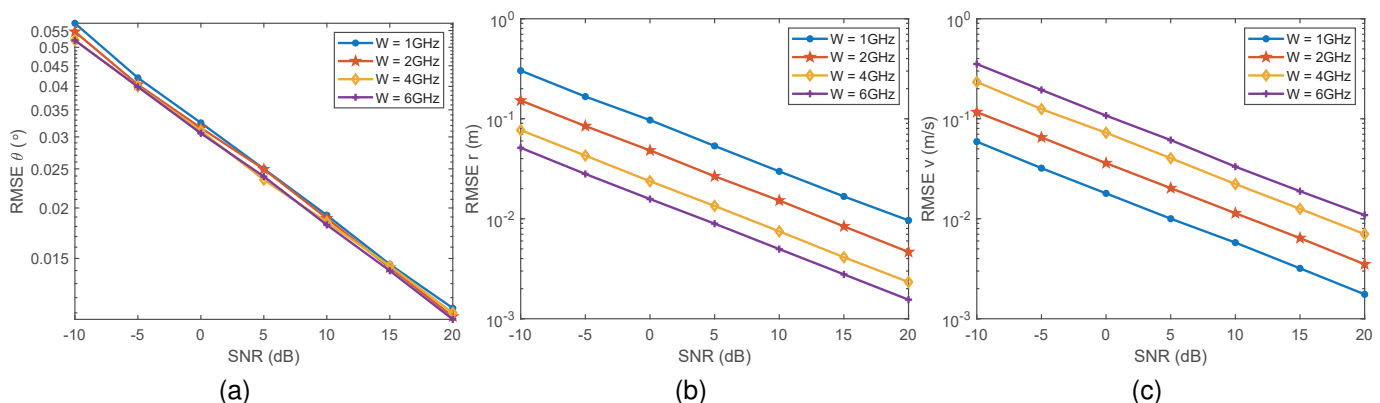 RMSE θ (°)
0.055
0.05
0.045
0.04
0.035
0.03
0.025
0.02
0.015
-10 -5 0 5 10 15 20
SNR (dB)
W = 1GHz
W = 2GHz
W = 4GHz
W = 6GHz
(a)
RMSE r (m)
10^0
10^-1
10^-2
10^-3
-10 -5 0 5 10 15 20
SNR (dB)
W = 1GHz
W = 2GHz
W = 4GHz
W = 6GHz
(b)
RMSE v (m/s)
10^0
10^-1
10^-2
10^-3
-10 -5 0 5 10 15 20
SNR (dB)
W = 1GHz
W = 2GHz
W = 4GHz
W = 6GHz
(c)